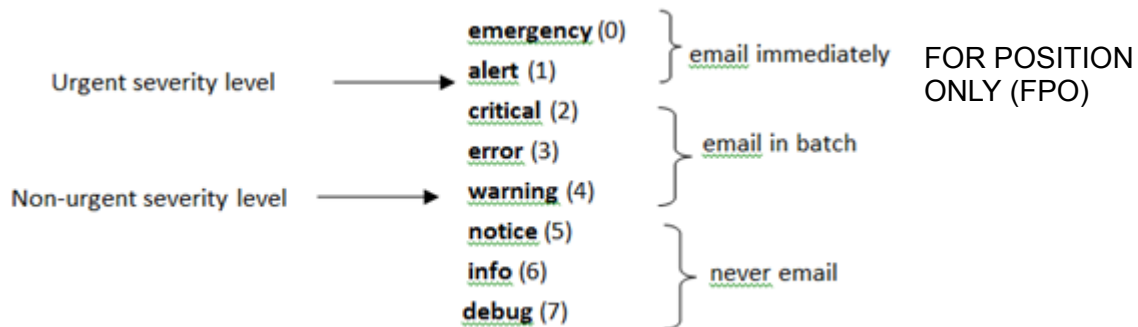 emergency (0)
email immediately
FOR POSITION
ONLY (FPO)
Urgent severity level
alert (1)
critical (2)
error (3)
email in batch
Non-urgent severity level
warning (4)
notice (5)
info (6)
never email
debug (7)